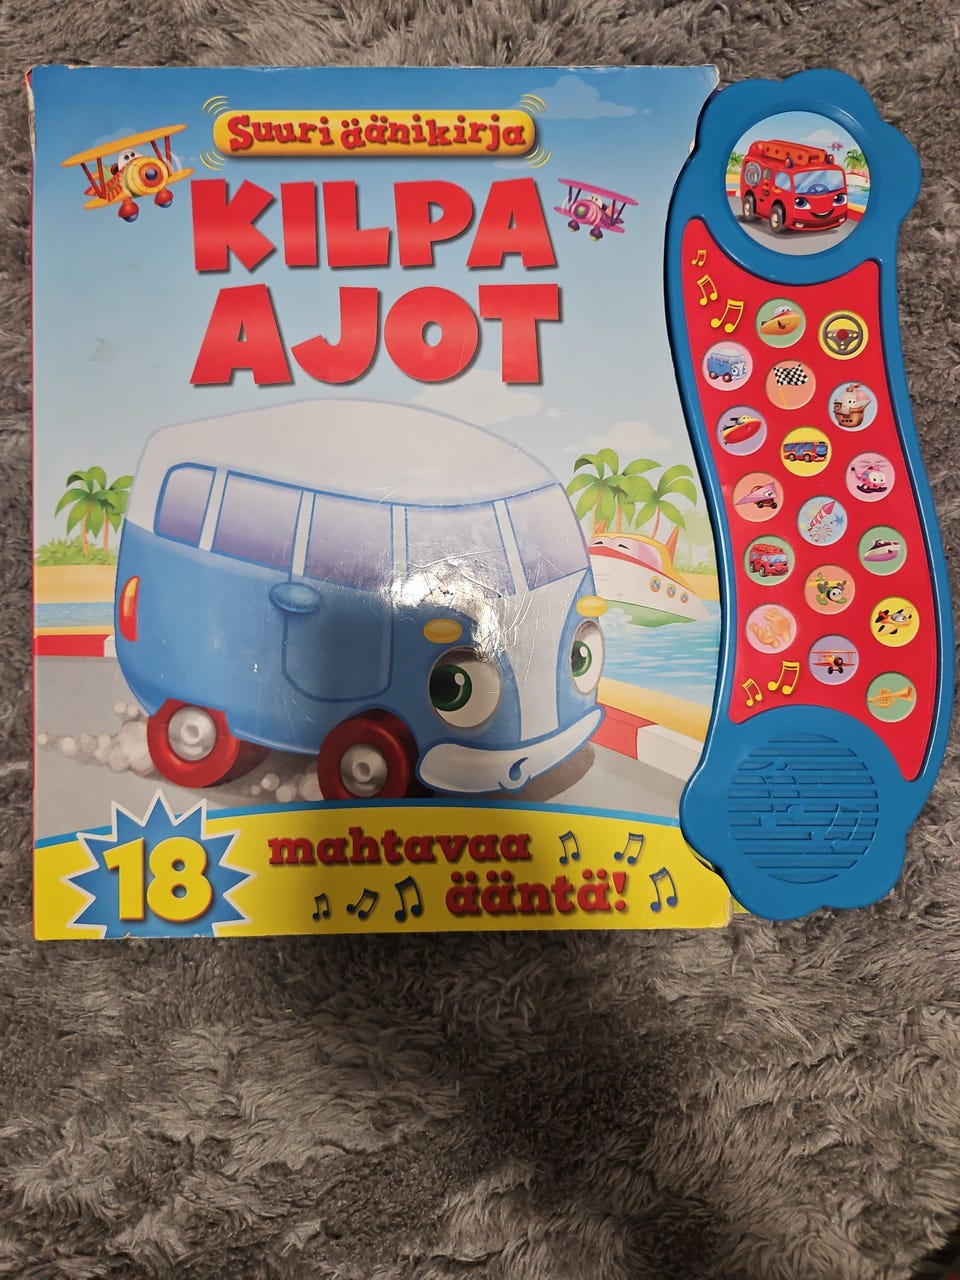 Suuri äänikirja
KILPA
AJOT
18
mahtavaa
ääntä!